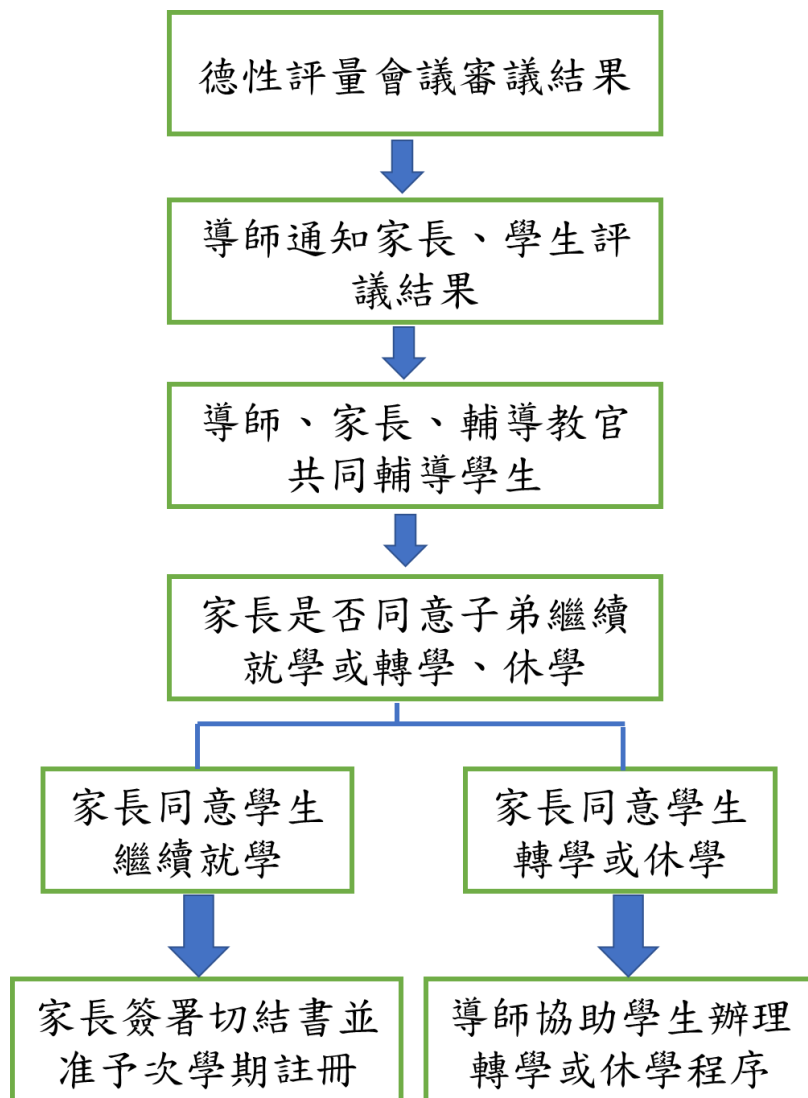 德性評量會議審議結果
導師通知家長、學生評
議結果
導師、家長、輔導教官
共同輔導學生
家長是否同意子弟繼續
就學或轉學、休學
家長同意學生
繼續就學
家長同意學生
轉學或休學
家長簽署切結書並
准予次學期註冊
導師協助學生辦理
轉學或休學程序